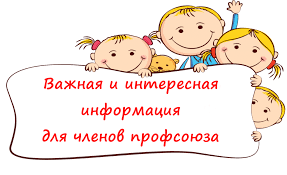 Важная и интересная
информация
для членов профсоюза